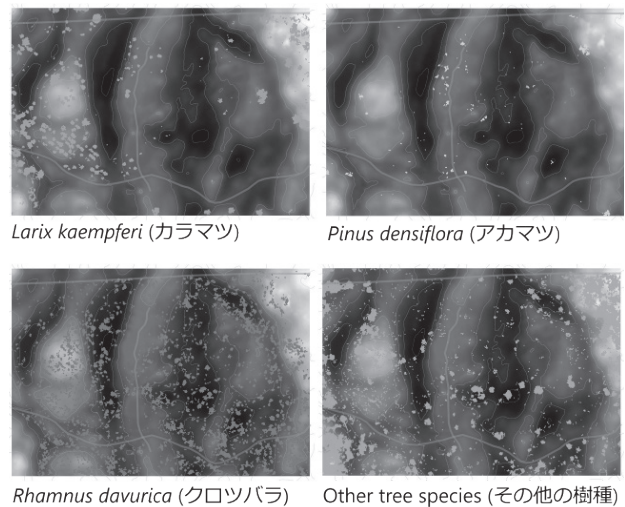 Larix kaempferi (カラマツ)
Pinus densiflora (アカマツ)
Rhamnus davurica (クロツバラ)
Other tree species (その他の樹種)